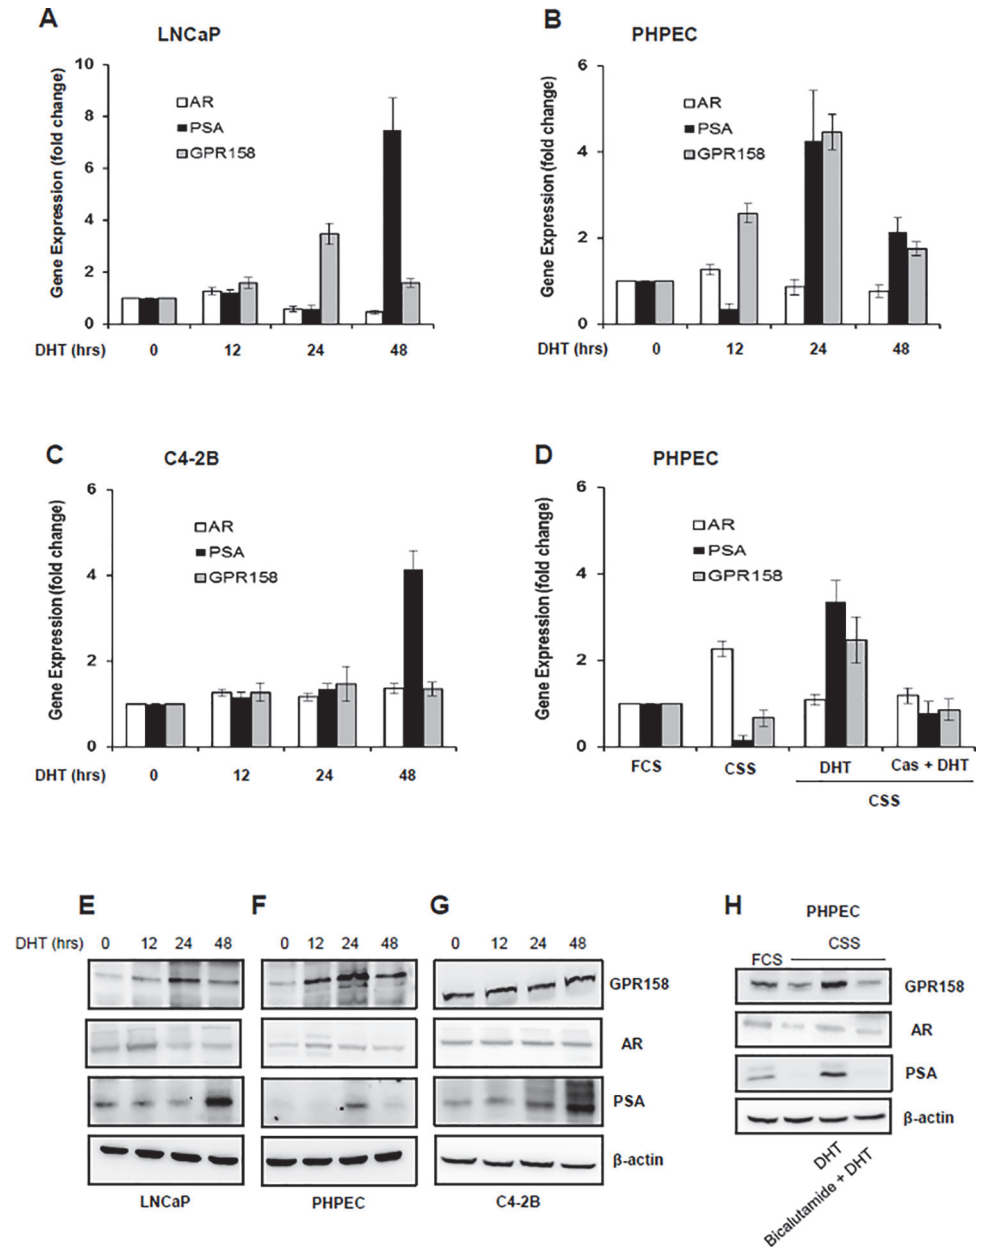 A
LNCaP
Gene Expression (fold change)
10
8
6
4
2
0
AR
PSA
GPR158
DHT (hrs)
0 12 24 48
B
PHPEC
Gene Expression (fold change)
6
4
2
0
AR
PSA
GPR158
DHT (hrs)
0 12 24 48
C
C4-2B
Gene Expression (fold change)
6
4
2
0
AR
PSA
GPR158
DHT (hrs)
0 12 24 48
D
PHPEC
Gene Expression (fold change)
6
4
2
0
AR
PSA
GPR158
FCS CSS DHT Cas + DHT
CSS
E
F
G
DHT (hrs)
0 12 24 48
0 12 24 48
0 12 24 48
GPR158
AR
PSA
β-actin
LNCaP
PHPEC
C4-2B
H
PHPEC
CSS
FCS
GPR158
AR
PSA
β-actin
DHT
Bicalutamide + DHT